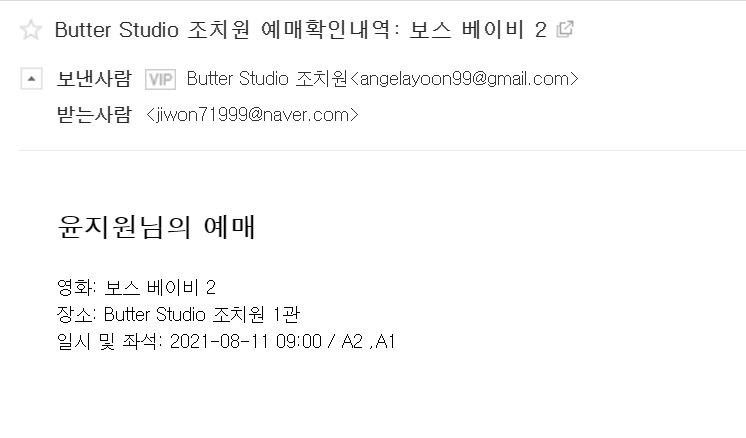 Butter Studio 조치원 예매확인내역: 보스 베이비 2
보낸사람 VIP Butter Studio 조치원<angelayoon99@gmail.com>
받는사람 <jiwon71999@naver.com>
윤지원님의 예매
영화: 보스 베이비 2
장소: Butter Studio 조치원 1관
일시 및 좌석: 2021-08-11 09:00 / A2 ,A1